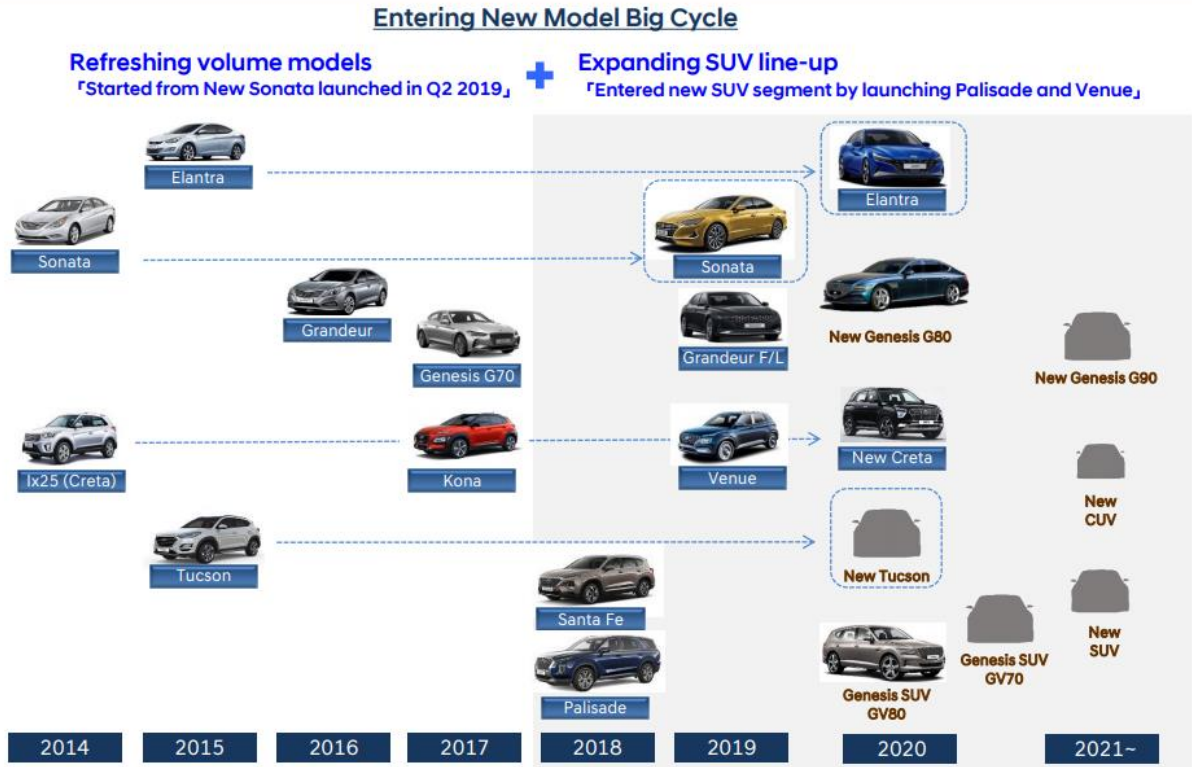 Entering New Model Big Cycle
Refreshing volume models
「Started from New Sonata launched in Q2 2019」
+
Expanding SUV line-up
「Entered new SUV segment by launching Palisade and Venue」
Elantra
Elantra
Sonata
Sonata
Grandeur
Genesis G70
Grandeur F/L
New Genesis G80
New Genesis G90
Ix25 (Creta)
Kona
Venue
New Creta
New
CUV
Tucson
New Tucson
Santa Fe
Palisade
Genesis SUV
GV80
Genesis SUV
GV70
New
SUV
2014
2015
2016
2017
2018
2019
2020
2021~